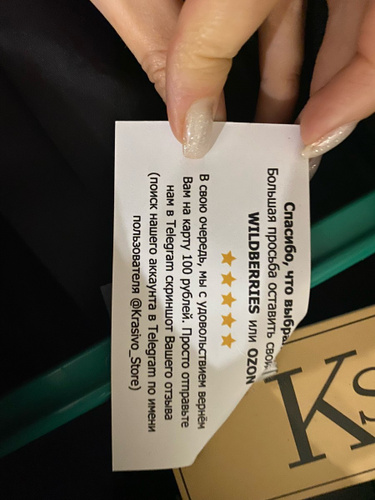 Спасибо, что выбра
Большая просьба оставить свой
WILDBERRIES или OZON
В свою очередь, мы с удовольствием вернём
Вам на карту 100 рублей. Просто отправьте
нам в Telegram скриншот Вашего отзыва
(поиск нашего аккаунта в Telegram по имени
пользователя @Krasivo_Store)
Ks